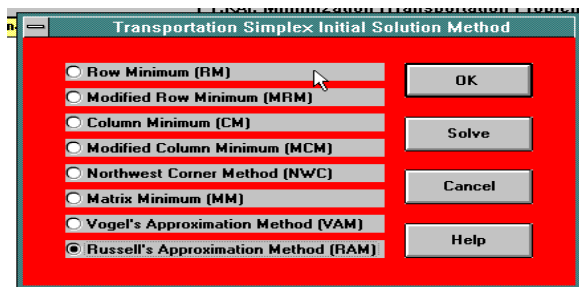 Transportation Simplex Initial Solution Method
Row Minimum (RM)
Modified Row Minimum (MRM)
Column Minimum (CM)
Modified Column Minimum (MCM)
Northwest Corner Method (NWC)
Matrix Minimum (MM)
Vogel's Approximation Method (VAM)
Russell's Approximation Method (RAM)
OK
Solve
Cancel
Help